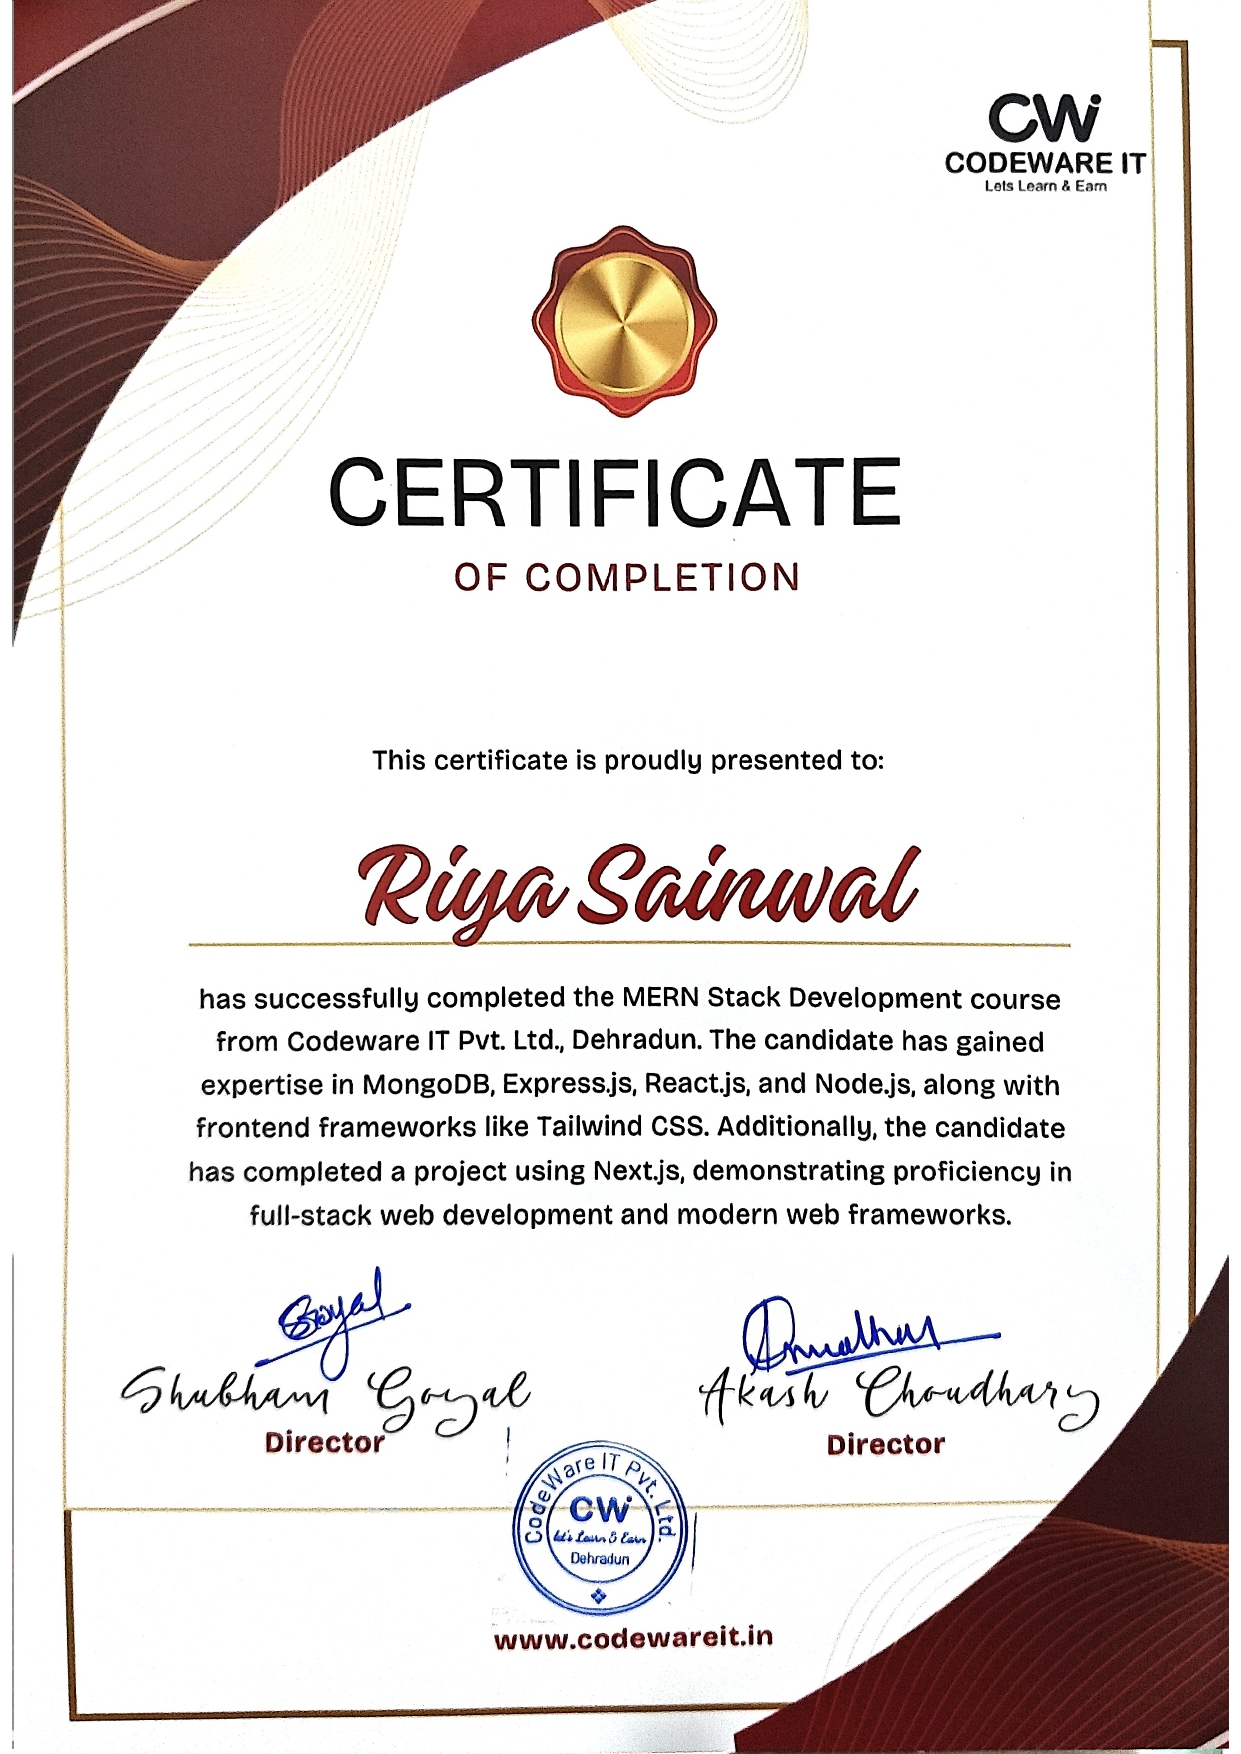 CWi
CODEWARE IT
Lets Learn & Earn
CERTIFICATE
OF COMPLETION
This certificate is proudly presented to:
Riya Sainwal
has successfully completed the MERN Stack Development course
from Codeware IT Pvt. Ltd., Dehradun. The candidate has gained
expertise in MongoDB, Express.js, React.js, and Node.js, along with
frontend frameworks like Tailwind CSS. Additionally, the candidate
has completed a project using Next.js, demonstrating proficiency in
full-stack web development and modern web frameworks.
Goyal
Shubham Goyal
Director
Akash Choudhary
Director
CodeWare IT Pvt. Ltd.
CWi
Let's Learn & Earn
Dehradun
www.codewareit.in